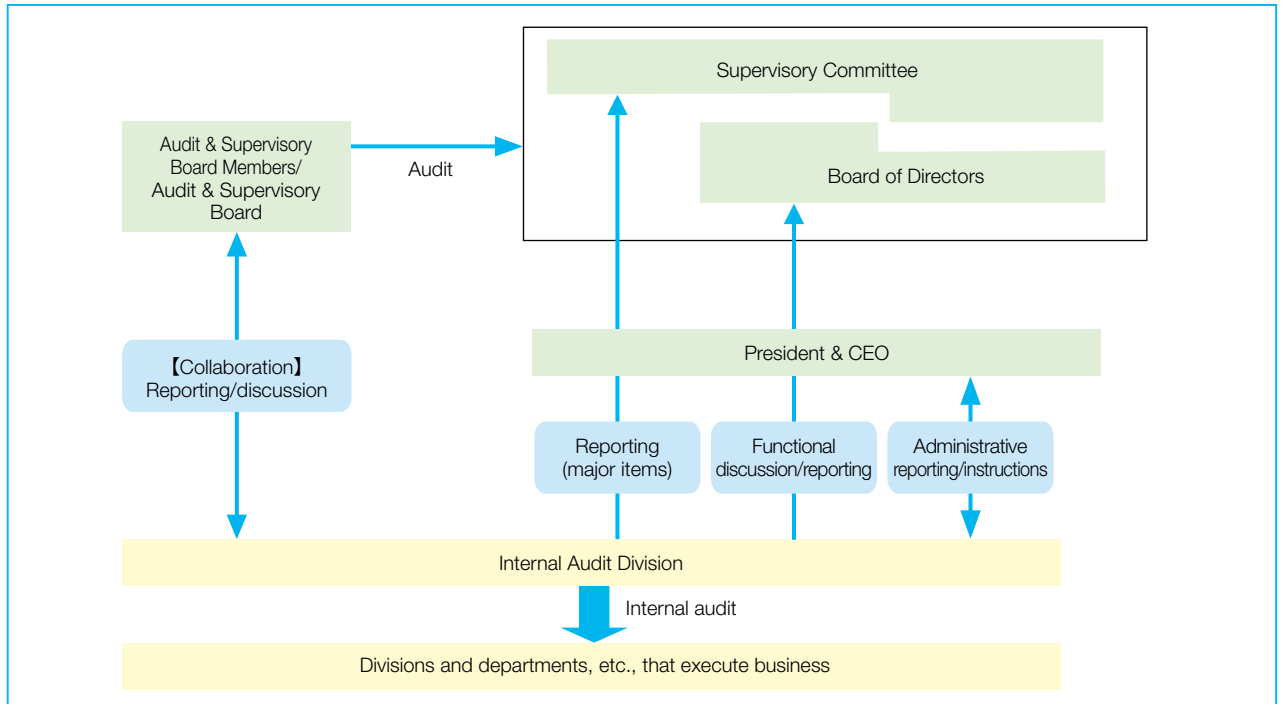 Supervisory Committee
Audit & Supervisory
Board Members/
Audit & Supervisory
Board
Audit
Board of Directors
President & CEO
【Collaboration】
Reporting/discussion
Reporting
(major items)
Functional
discussion/reporting
Administrative
reporting/instructions
Internal Audit Division
Internal audit
Divisions and departments, etc., that execute business